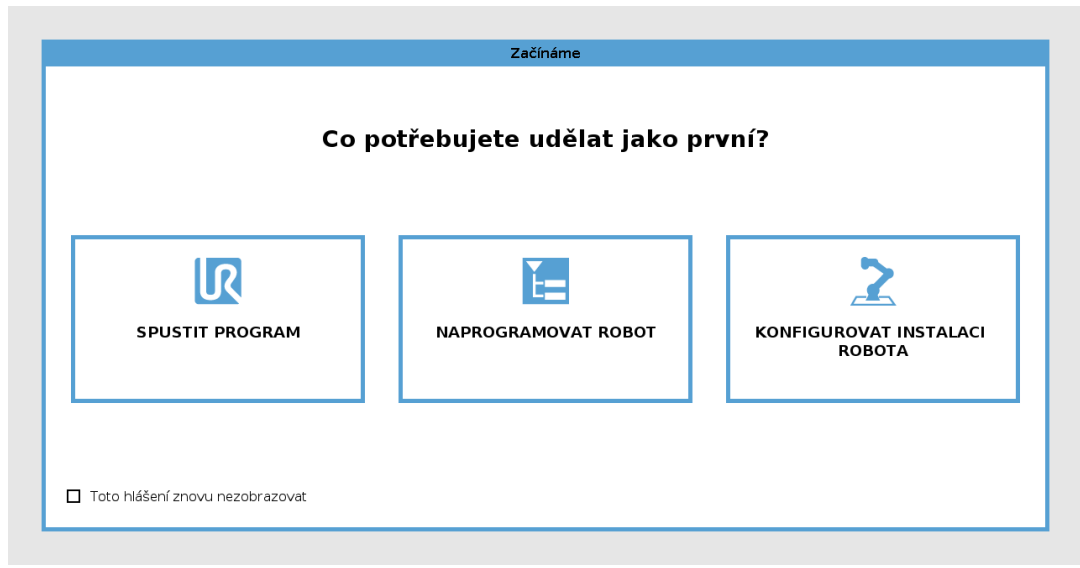 Začínáme
Co potřebujete udělat jako první?
SPUSTIT PROGRAM
NAPROGRAMOVAT ROBOT
KONFIGUROVAT INSTALACI
ROBOTA
Toto hlášení znovu nezobrazovat